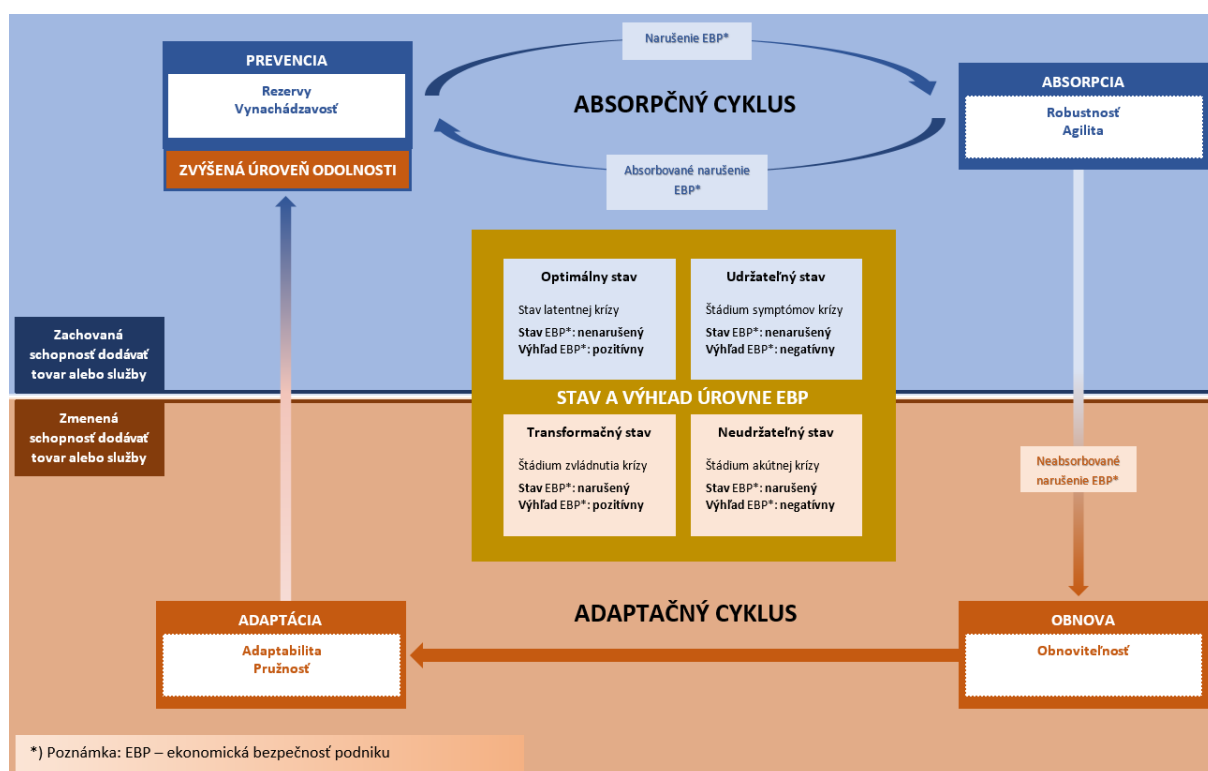 PREVENCIA
Rezervy
Vynachádzavosť
ZVÝŠENÁ ÚROVEŇ ODOLNOSTI
Narušenie EBP*
ABSORPČNÝ CYKLUS
Absorbované narušenie
EBP*
ABSORPCIA
Robustnosť
Agilita
Optimálny stav
Stav latentnej krízy
Stav EBP*: nenarušený
Výhľad EBP*: pozitívny
Udržateľný stav
Štádium symptómov krízy
Stav EBP*: nenarušený
Výhľad EBP*: negatívny
Zachovaná
schopnosť dodávať
tovar alebo služby
STAV A VÝHĽAD ÚROVNE EBP
Zmenená
schopnosť dodávať
tovar alebo služby
Transformačný stav
Štádium zvládnutia krízy
Stav EBP*: narušený
Výhľad EBP*: pozitívny
Neudržateľný stav
Štádium akútnej krízy
Stav EBP*: narušený
Výhľad EBP*: negatívny
Neabsorbované
narušenie EBP*
ADAPTÁCIA
Adaptabilita
Pružnosť
ADAPTAČNÝ CYKLUS
OBNOVA
Obnoviteľnosť
*) Poznámka: EBP – ekonomická bezpečnosť podniku